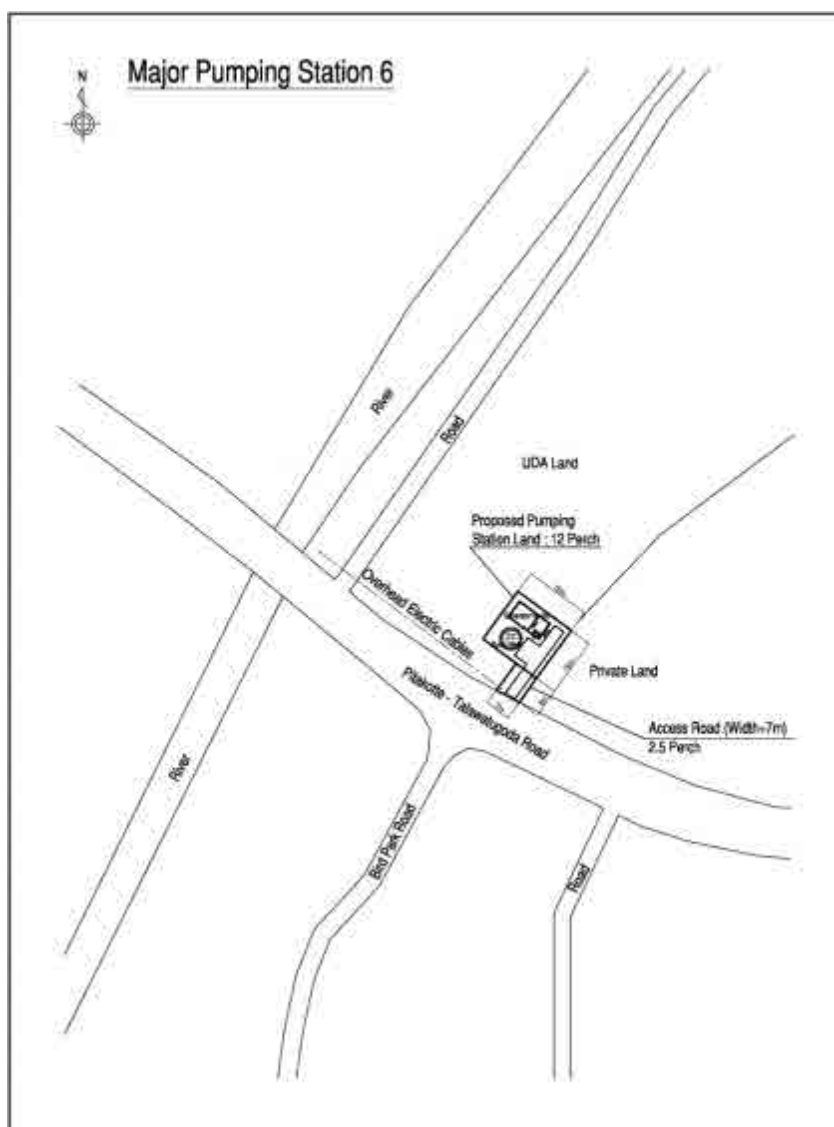 Major Pumping Station 6
N
River
Road
UDA Land
Proposed Pumping
Station Land : 12 Perch
Overhead Electric Cables
Private Land
Pitakotte - Talawatugoda Road
Access Road (Width=7m)
2.5 Perch
River
Bird Park Road
Road